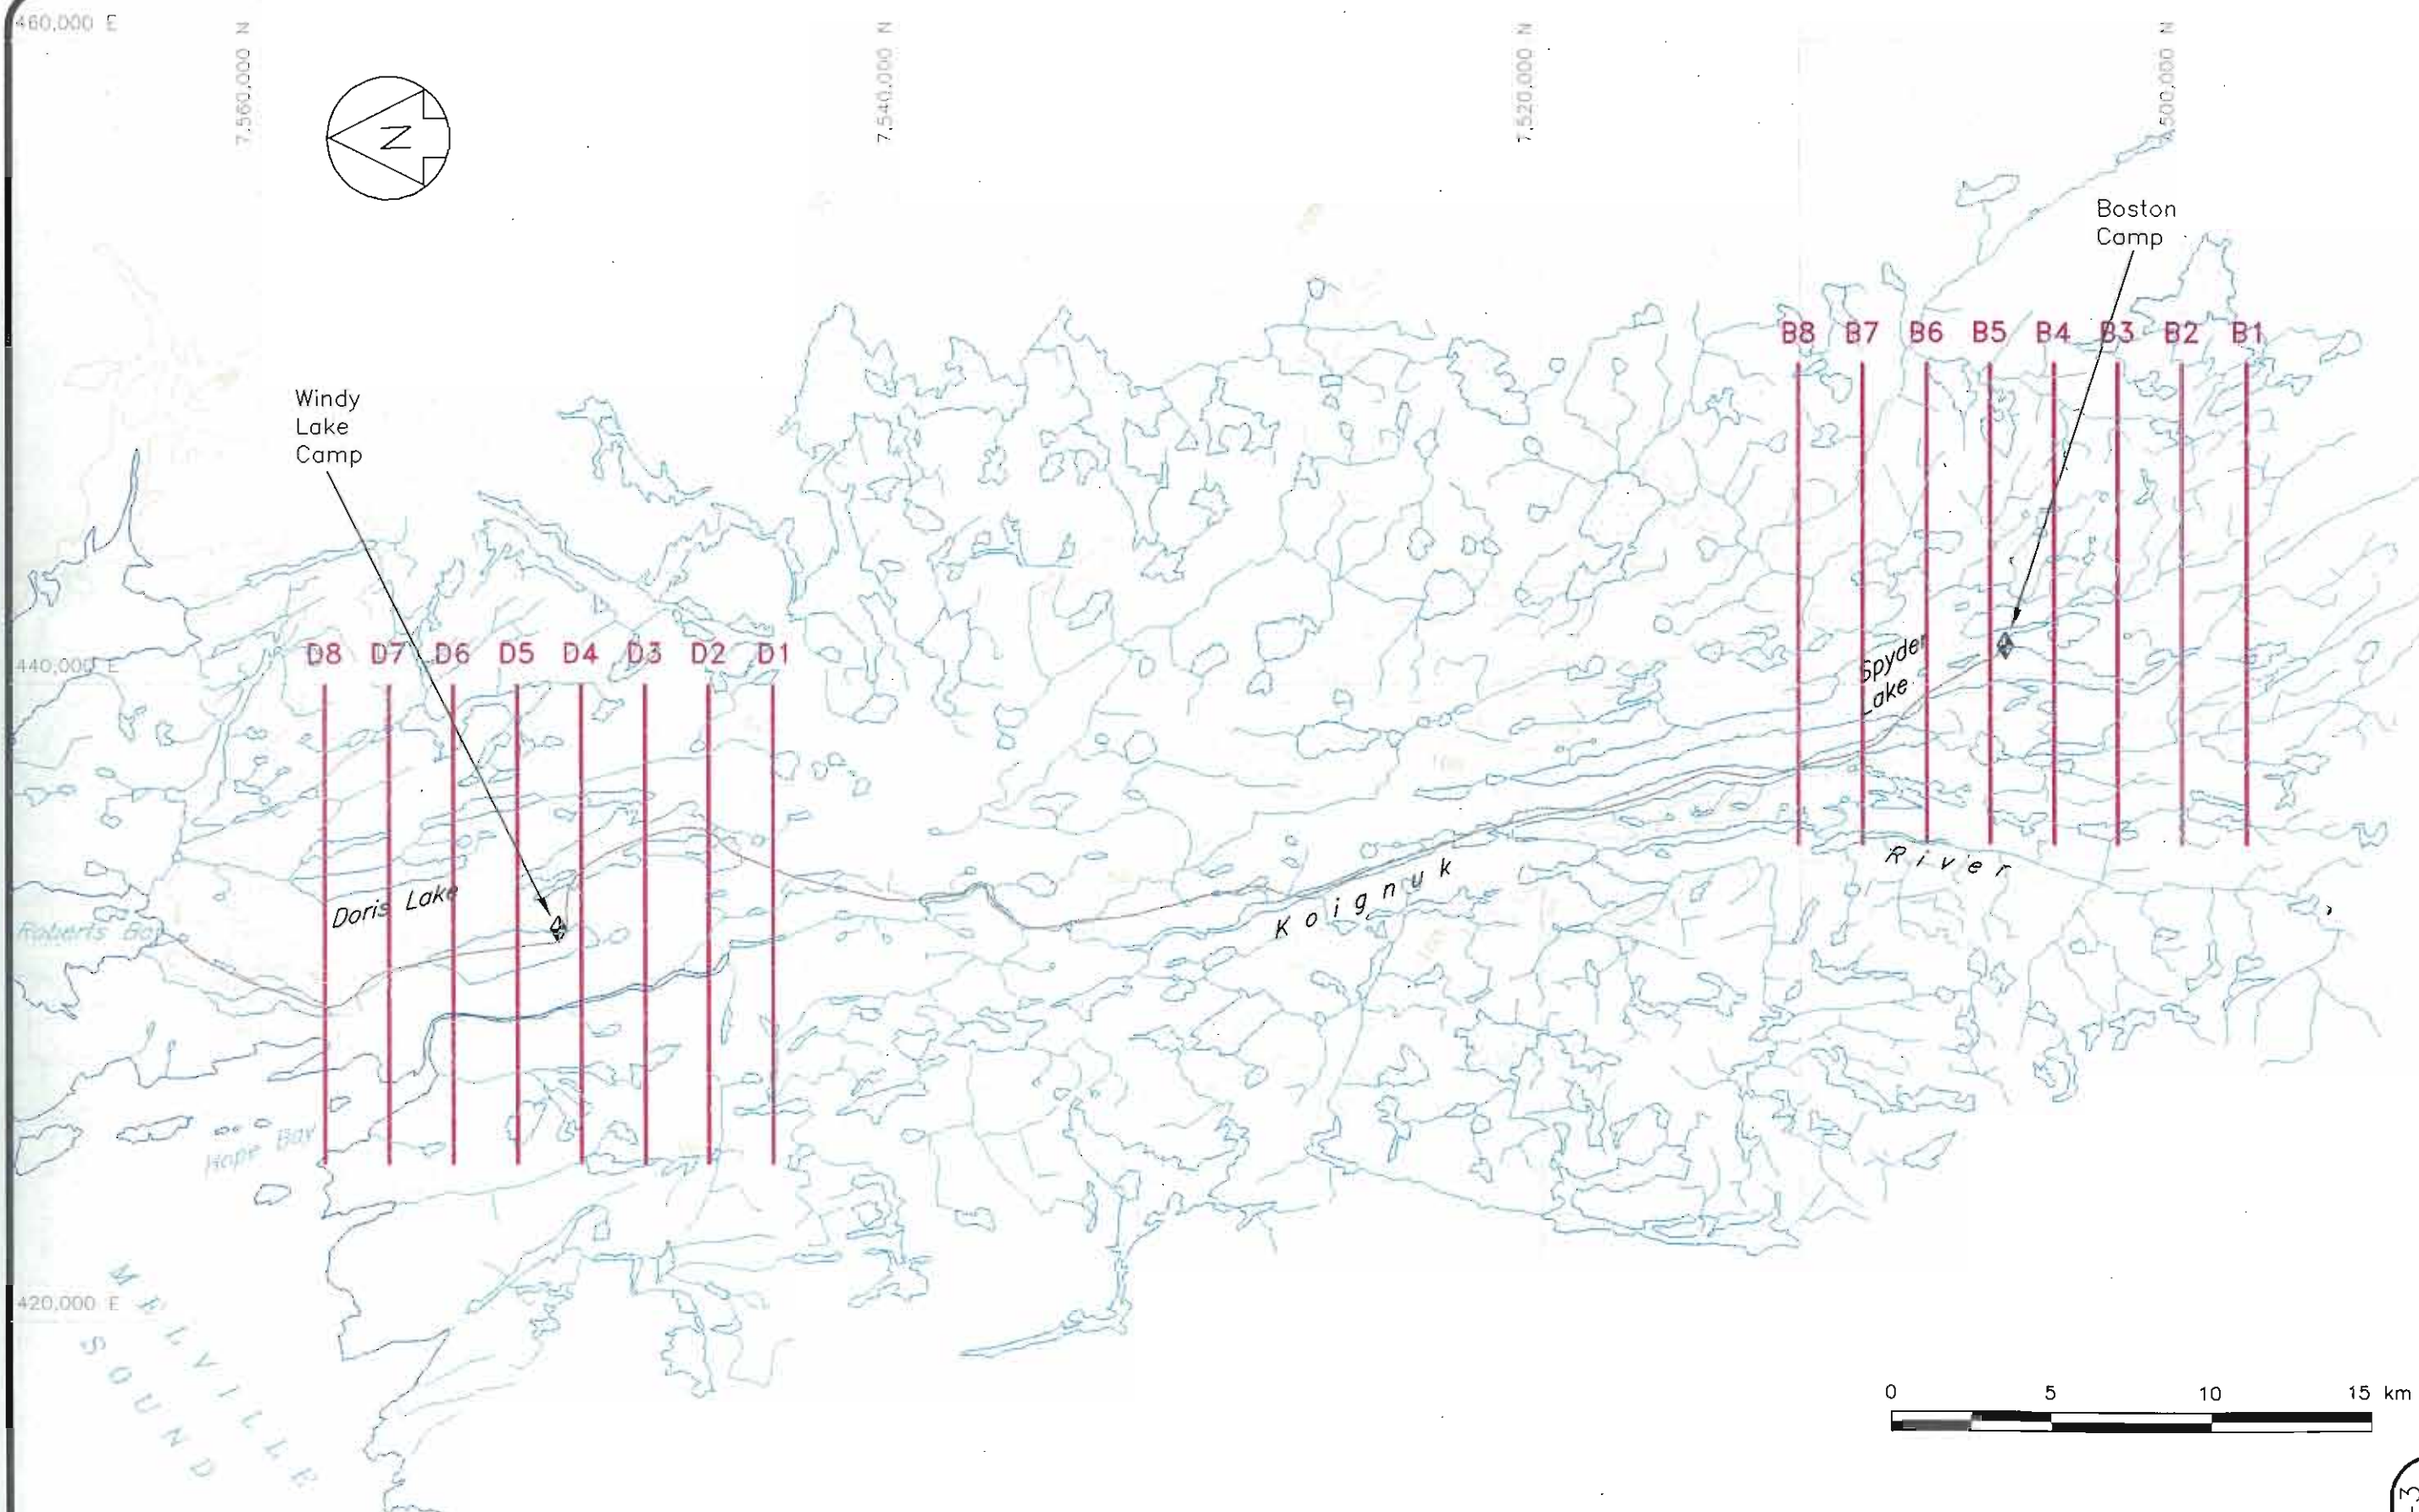 460,000 E
7,560,000 N
7,540,000 N
7,520,000 N
7,500,000 N
N
Boston
Camp
Windy
Lake
Camp
B8 B7 B6 B5 B4 B3 B2 B1
440,000 E
D8 D7 D6 D5 D4 D3 D2 D1
Spyder
Lake
Doris Lake
Koignuk
River
Roberts Bay
Hope Bay
420,000 E
MELVILLE
SOUND
0 5 10 15 km